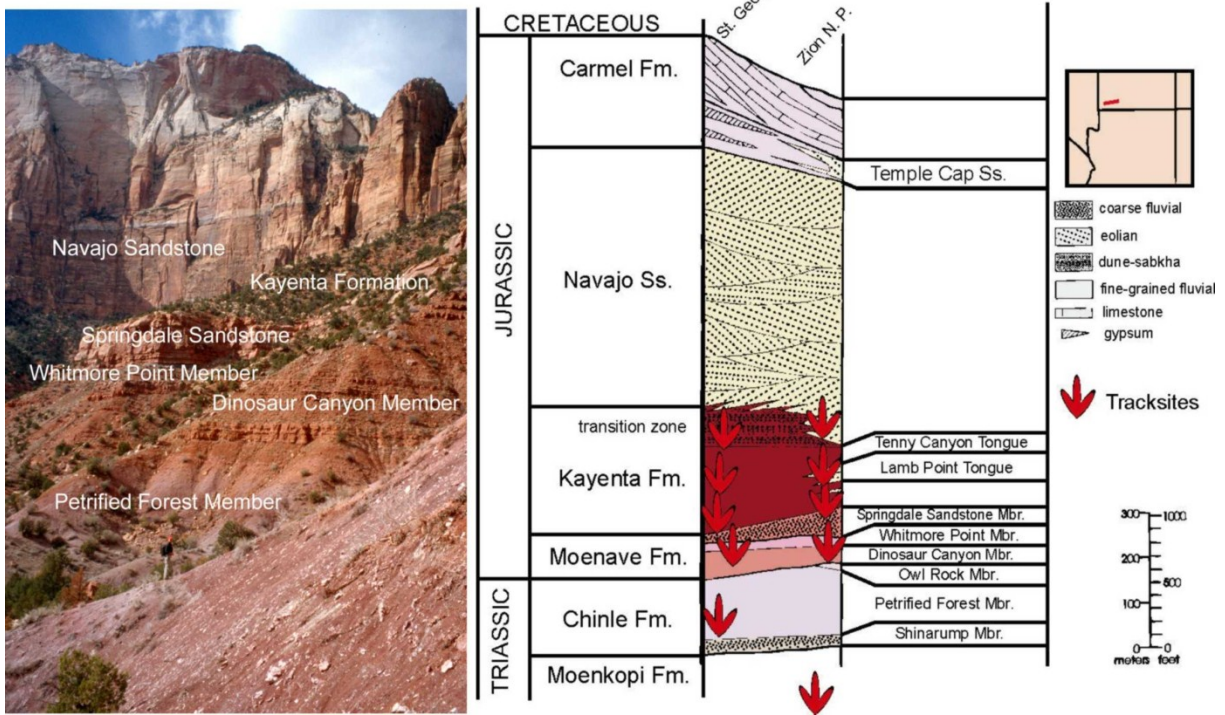 Navajo Sandstone
Kayenta Formation
Springdale Sandstone
Whitmore Point Member
Dinosaur Canyon Member
Petrified Forest Member
CRETACEOUS
Zion N. P.
JURASSIC
TRIASSIC
Carmel Fm.
Navajo Ss.
transition zone
Kayenta Fm.
Moenave Fm.
Chinle Fm.
Moenkopi Fm.
Temple Cap Ss.
Tenny Canyon Tongue
Lamb Point Tongue
Springdale Sandstone Mbr.
Whitmore Point Mbr.
Dinosaur Canyon Mbr.
Owl Rock Mbr.
Petrified Forest Mbr.
Shinarump Mbr.
coarse fluvial
eolian
dune-sabkha
fine-grained fluvial
limestone
gypsum
Tracksites
300 1000
200
500
100
0 0
meters feet